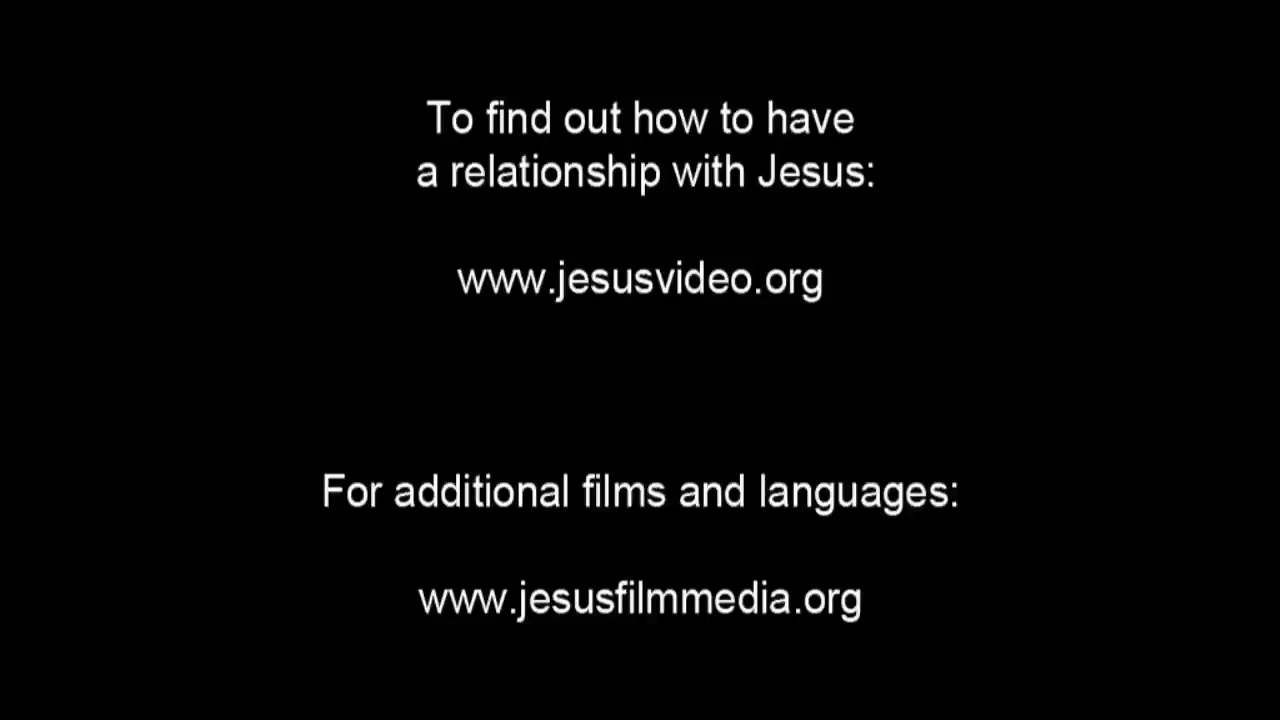 To find out how to have
a relationship with Jesus:
www.jesusvideo.org
For additional films and languages:
www.jesusfilmmedia.org